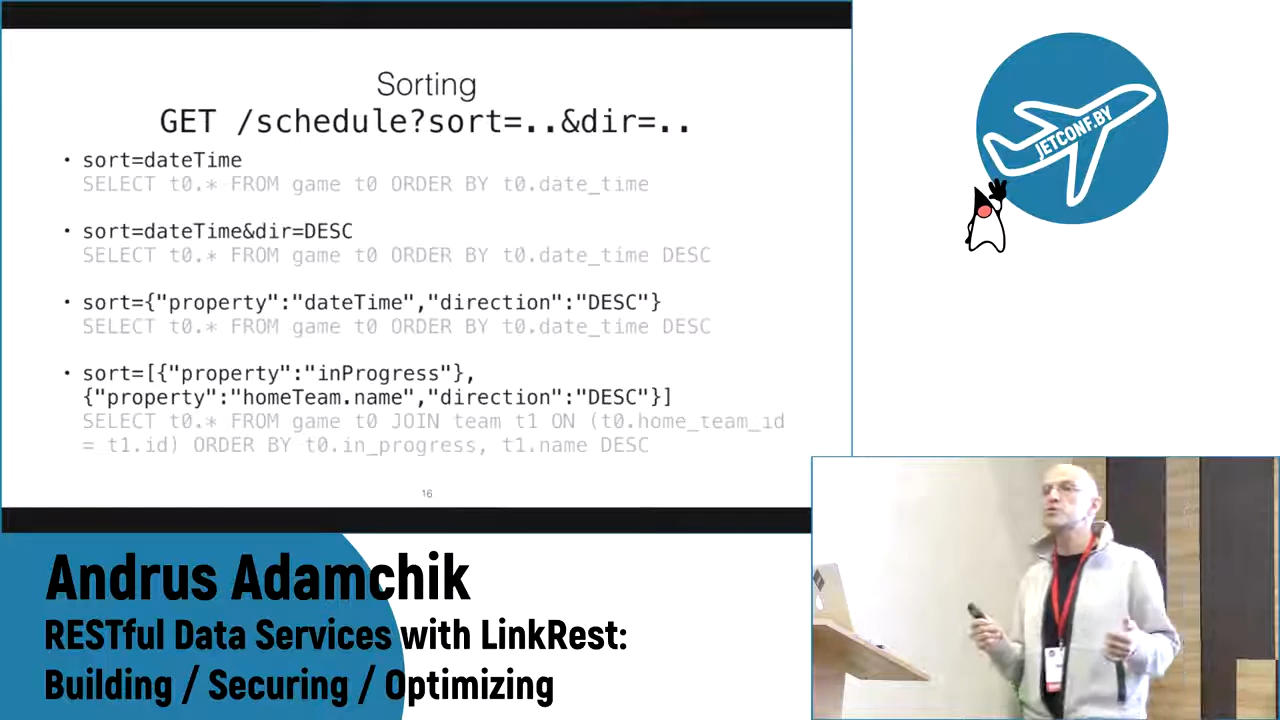 Sorting
GET /schedule?sort=..&dir=..
• sort=dateTime
SELECT t0.* FROM game t0 ORDER BY t0.date_time
• sort=dateTime&dir=DESC
SELECT t0.* FROM game t0 ORDER BY t0.date_time DESC
• sort={"property":"dateTime","direction":"DESC"}
SELECT t0.* FROM game t0 ORDER BY t0.date_time DESC
• sort=[{"property":"inProgress"},
{"property":"homeTeam.name","direction":"DESC"}]
SELECT t0.* FROM game t0 JOIN team t1 ON (t0.home_team_id
= t1.id) ORDER BY t0.in_progress, t1.name DESC
16
JETCONF.BY
Andrus Adamchik
RESTful Data Services with LinkRest:
Building / Securing / Optimizing